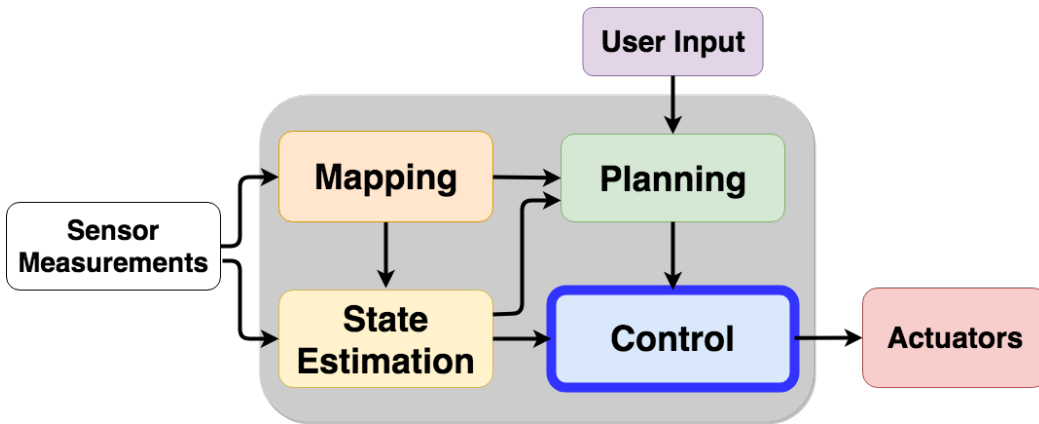 User Input
Mapping
Planning
Sensor
Measurements
State
Estimation
Control
Actuators